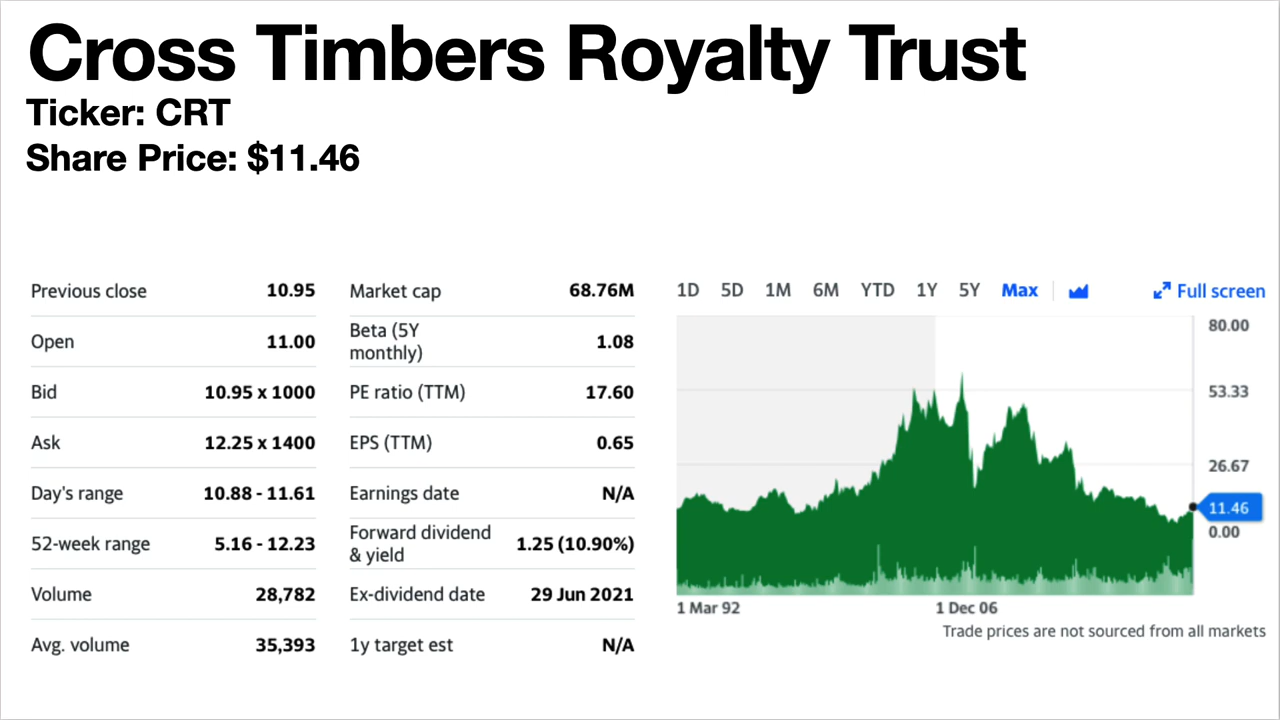 Cross Timbers Royalty Trust
Ticker: CRT
Share Price: $11.46
Previous close 10.95
Open 11.00
Bid 10.95 x 1000
Ask 12.25 x 1400
Day's range 10.88 - 11.61
52-week range 5.16 - 12.23
Volume 28,782
Avg. volume 35,393
Market cap 68.76M
Beta (5Y
monthly) 1.08
PE ratio (TTM) 17.60
EPS (TTM) 0.65
Earnings date N/A
Forward dividend
& yield 1.25 (10.90%)
Ex-dividend date 29 Jun 2021
1y target est N/A
1D 5D 1M 6M YTD 1Y 5Y Max Full screen
80.00
53.33
26.67
11.46
0.00
1 Mar 92 1 Dec 06
Trade prices are not sourced from all markets